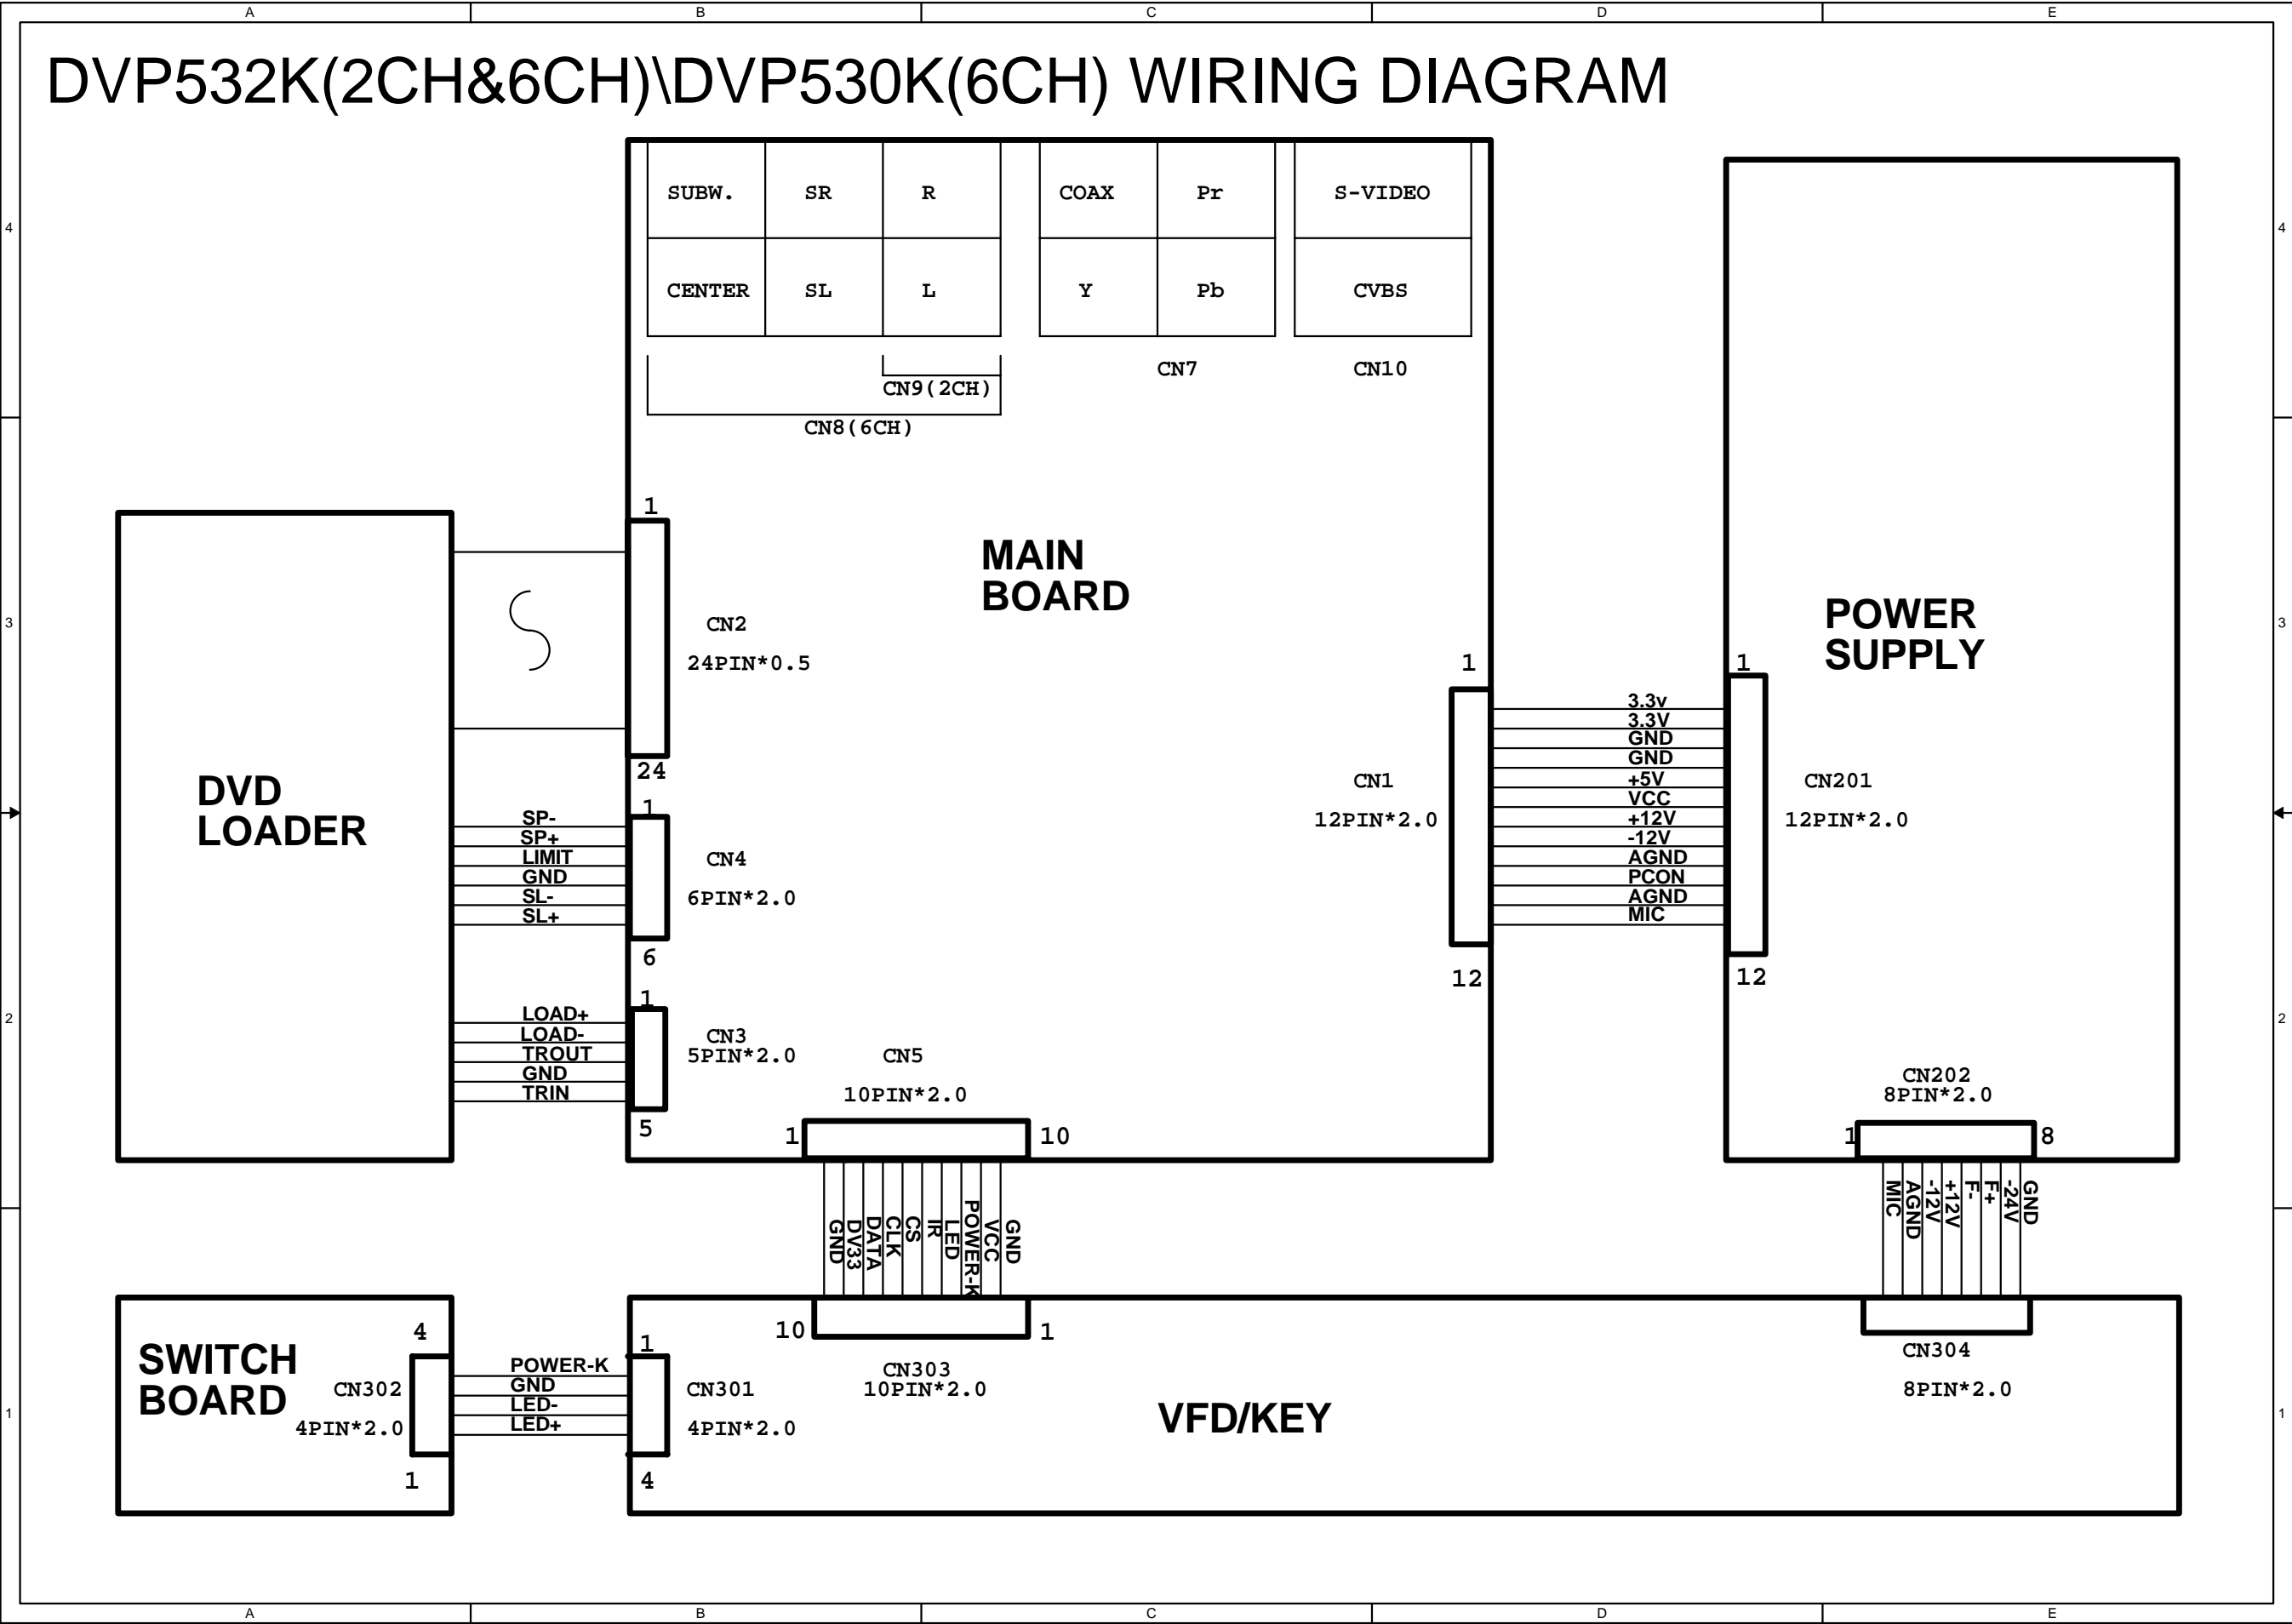 A B C D E
DVP532K(2CH&6CH)\DVP530K(6CH) WIRING DIAGRAM
SUBW. SR R COAX Pr S-VIDEO
4 4
CENTER SL L Y Pb CVBS
CN7 CN10
CN9(2CH)
CN8(6CH)
1
MAIN
BOARD
CN2
24PIN*0.5
24
3 3
POWER
SUPPLY
DVD
LOADER
1
SP-
SP+
LIMIT
GND
SL-
SL+
CN4
6PIN*2.0
6
1
CN1
12PIN*2.0
12
3.3v
3.3V
GND
GND
+5V
VCC
+12V
-12V
AGND
PCON
AGND
MIC
1
CN201
12PIN*2.0
12
2 2
1
LOAD+
LOAD-
TROUT
GND
TRIN
CN3
5PIN*2.0
5
CN5
10PIN*2.0
1 10
CN202
8PIN*2.0
1 8
GND
DV33
DATA
CLK
CS
IR
LED
POWER-K
VCC
GND
MIC
AGND
-12V
+12V
F-
F+
-24V
GND
10 1
CN303
10PIN*2.0
CN304
8PIN*2.0
SWITCH
BOARD
4
CN302
4PIN*2.0
1
POWER-K
GND
LED-
LED+
1
CN301
4PIN*2.0
4
VFD/KEY
1 1
A B C D E